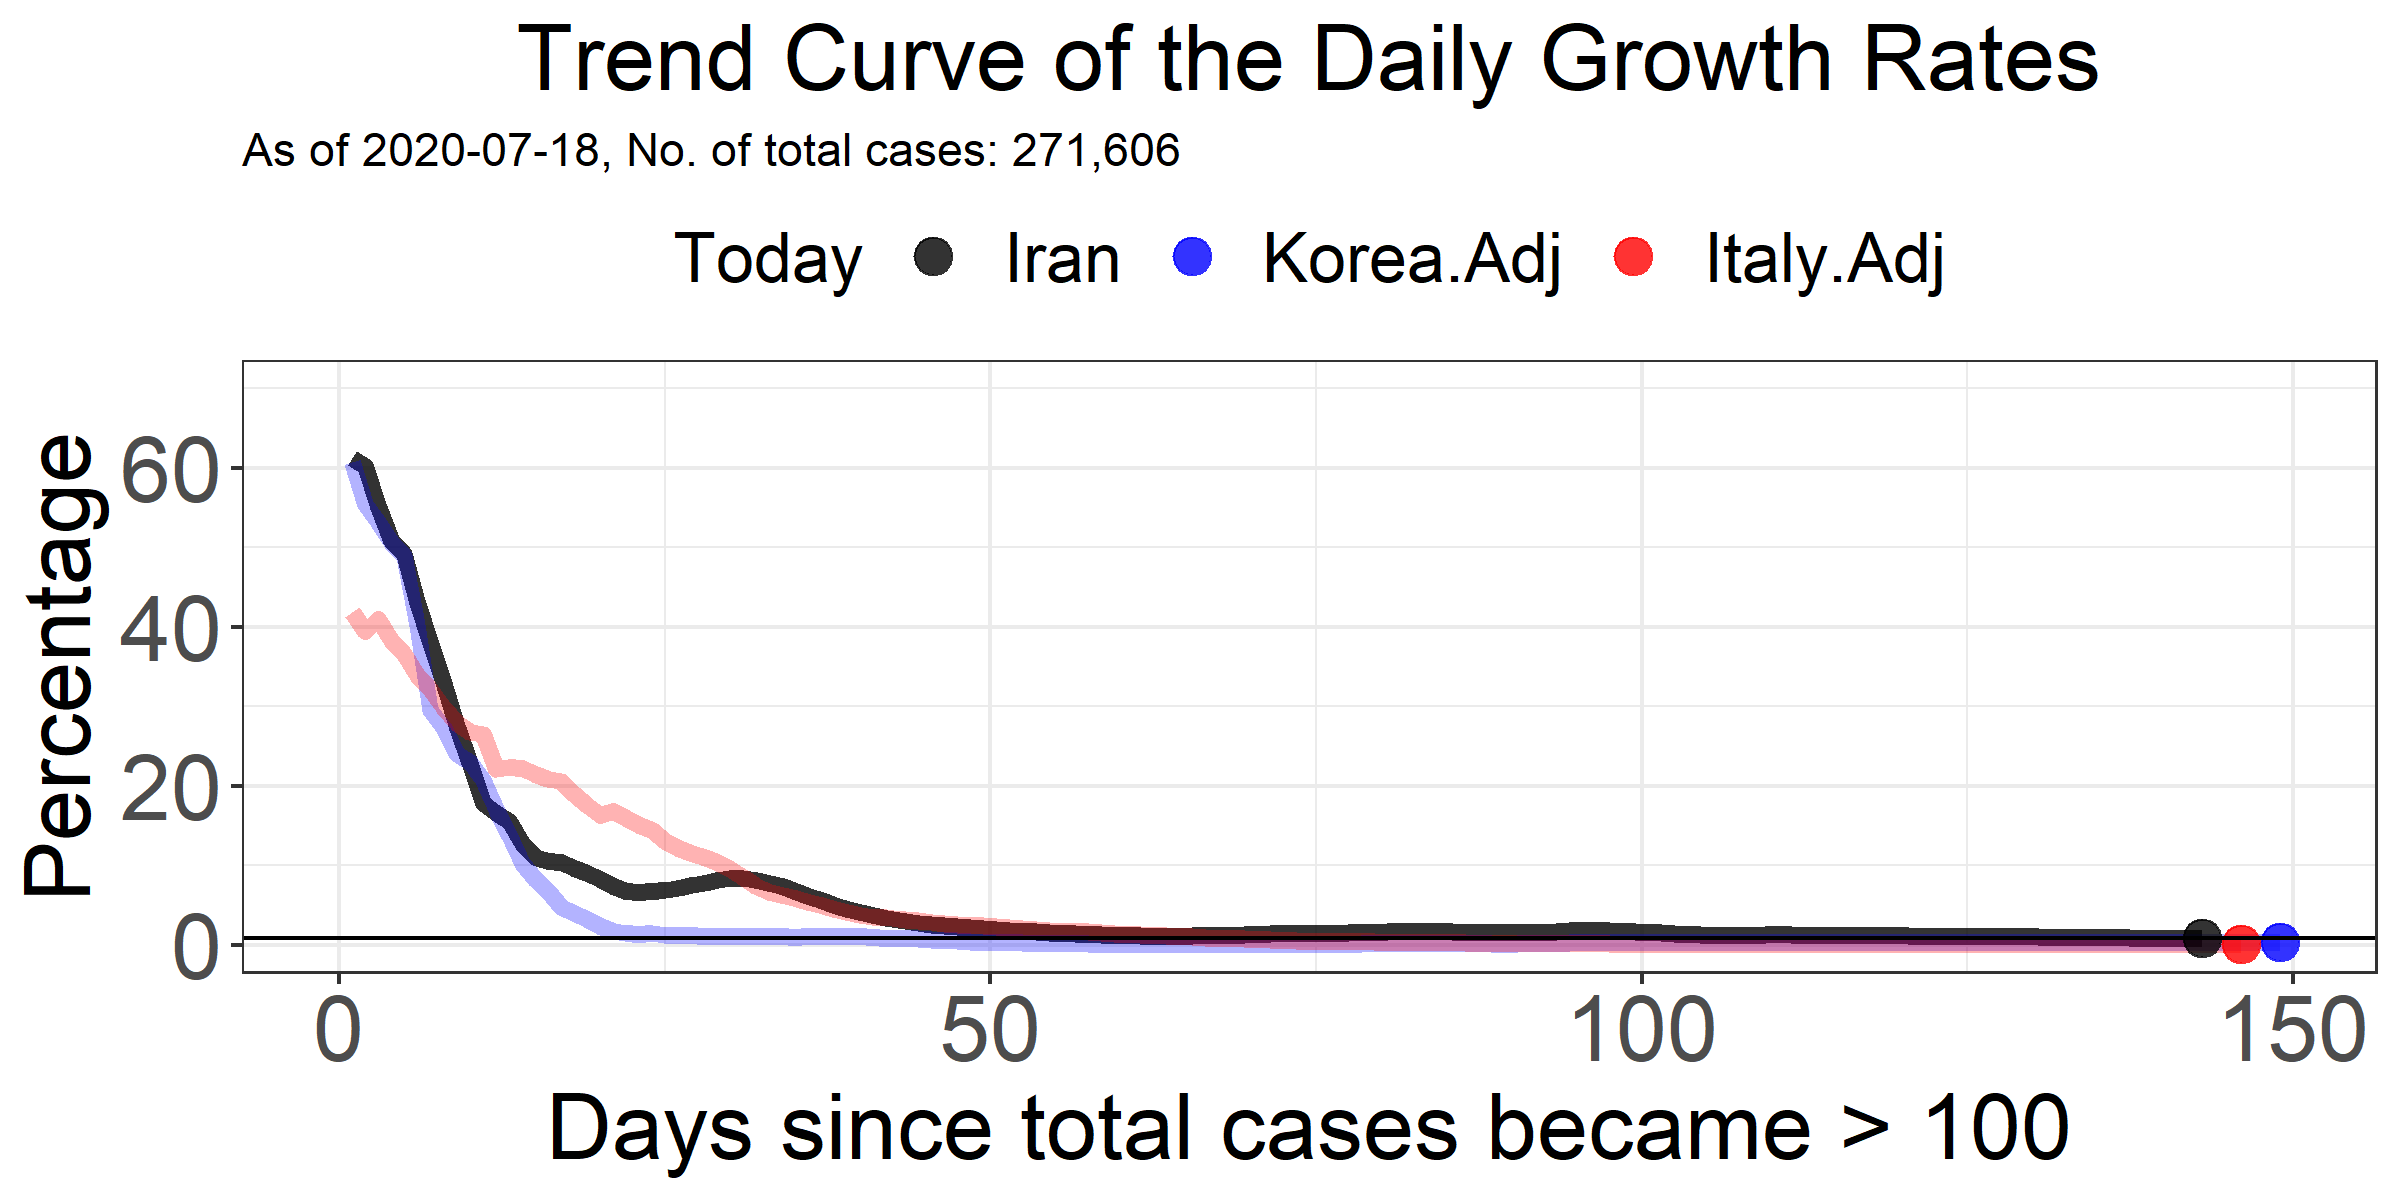 Trend Curve of the Daily Growth Rates
As of 2020-07-18, No. of total cases: 271,606
Today Iran Korea.Adj Italy.Adj
Percentage
60
40
20
0
0 50 100 150
Days since total cases became > 100